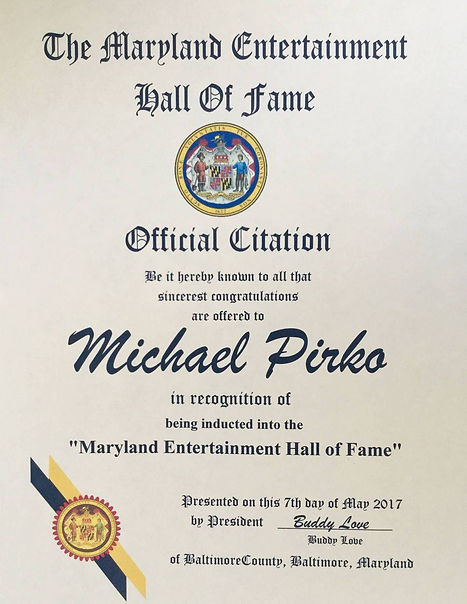 The Maryland Entertainment
Hall Of Fame
Official Citation
Be it hereby known to all that
sincerest congratulations
are offered to
Michael Pirko
in recognition of
being inducted into the
"Maryland Entertainment Hall of Fame"
Presented on this 7th day of May 2017
by President Buddy Love
Buddy Love
of BaltimoreCounty, Baltimore, Maryland